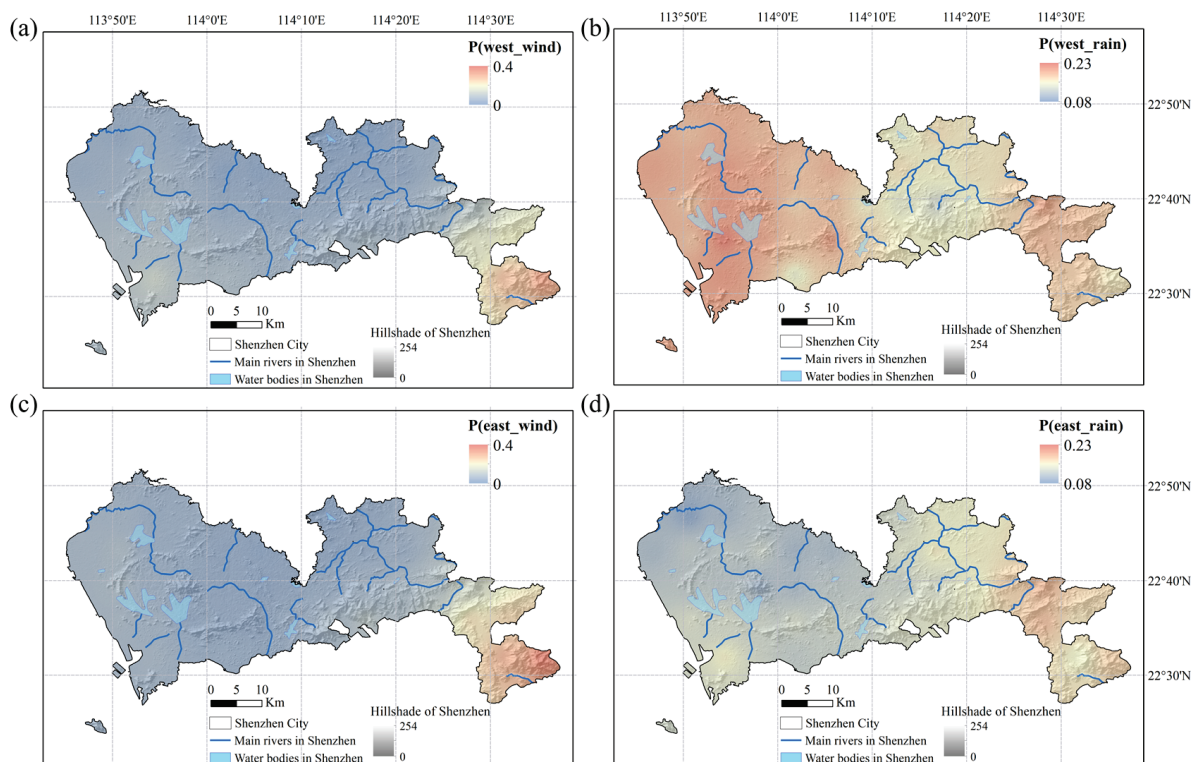 113°50'E 114°0'E 114°10'E 114°20'E 114°30'E
(a)
P(west_wind)
0.4
0
0 5 10
Km
Shenzhen City
Main rivers in Shenzhen
Water bodies in Shenzhen
Hillshade of Shenzhen
254
0
113°50'E 114°0'E 114°10'E 114°20'E 114°30'E
(b)
P(west_rain)
0.23
0.08
22°50'N
22°40'N
22°30'N
0 5 10
Km
Shenzhen City
Main rivers in Shenzhen
Water bodies in Shenzhen
Hillshade of Shenzhen
254
0
(c)
P(east_wind)
0.4
0
0 5 10
Km
Shenzhen City
Main rivers in Shenzhen
Water bodies in Shenzhen
Hillshade of Shenzhen
254
0
(d)
P(east_rain)
0.23
0.08
22°50'N
22°40'N
22°30'N
0 5 10
Km
Shenzhen City
Main rivers in Shenzhen
Water bodies in Shenzhen
Hillshade of Shenzhen
254
0